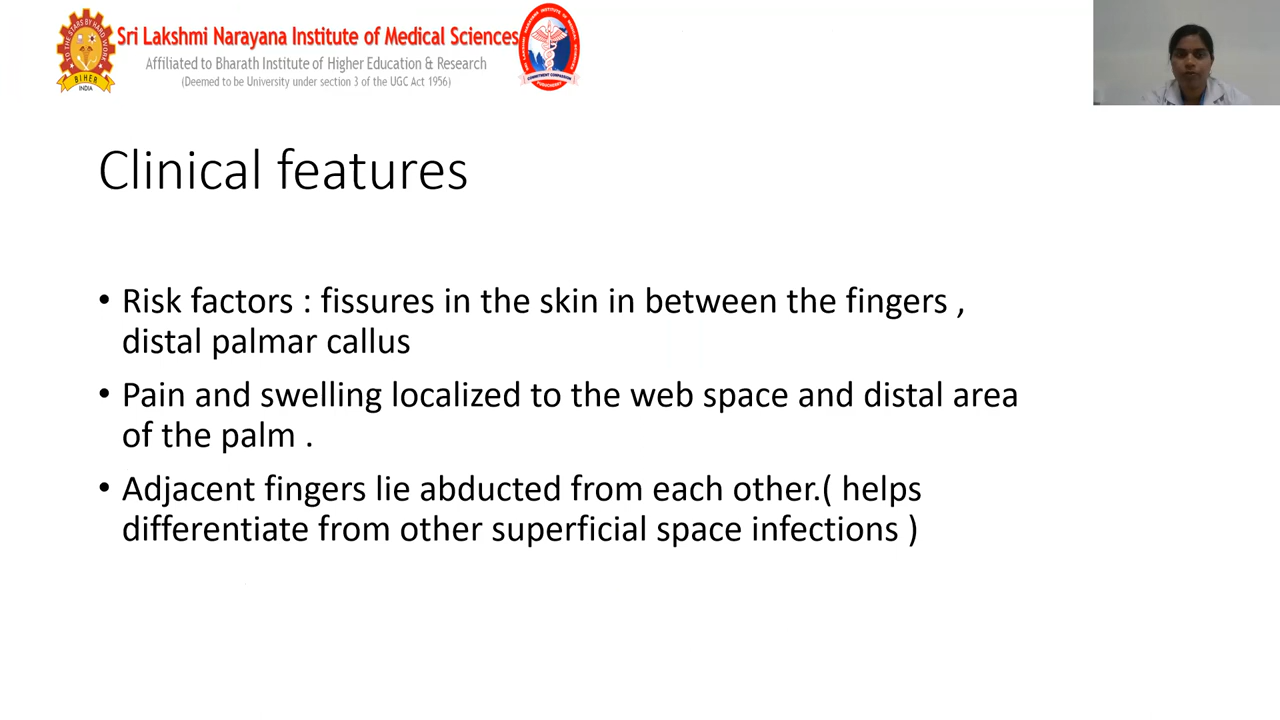 Sri Lakshmi Narayana Institute of Medical Sciences
Affiliated to Bharath Institute of Higher Education & Research
(Deemed to be University under section 3 of the UGC Act 1956)
BIHER
INDIA
Clinical features
• Risk factors : fissures in the skin in between the fingers ,
distal palmar callus
• Pain and swelling localized to the web space and distal area
of the palm .
• Adjacent fingers lie abducted from each other.( helps
differentiate from other superficial space infections )